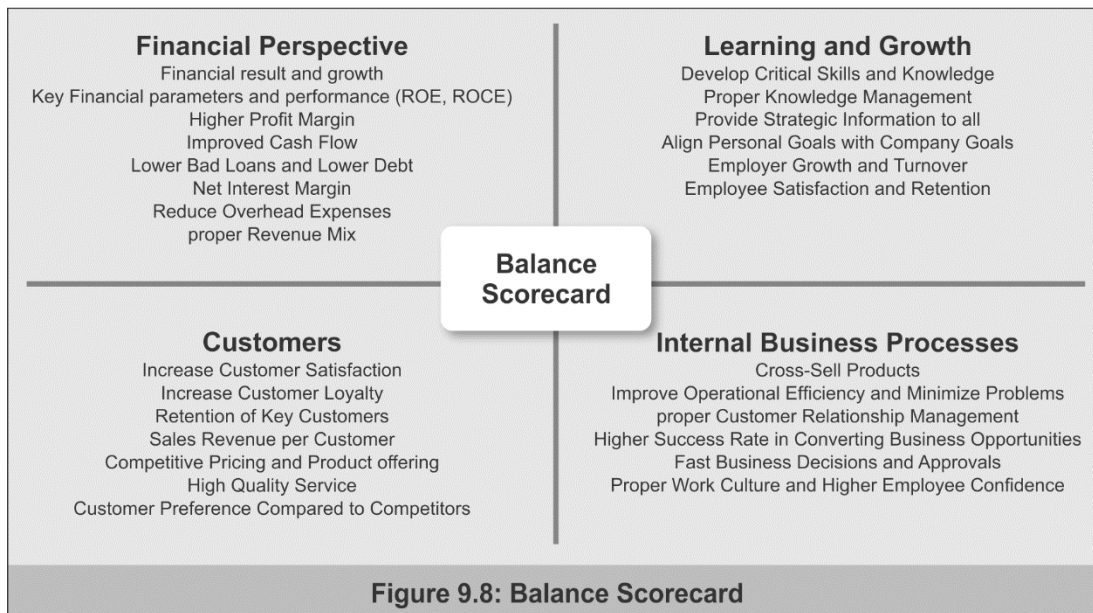 Financial Perspective
Financial result and growth
Key Financial parameters and performance (ROE, ROCE)
Higher Profit Margin
Improved Cash Flow
Lower Bad Loans and Lower Debt
Net Interest Margin
Reduce Overhead Expenses
proper Revenue Mix
Learning and Growth
Develop Critical Skills and Knowledge
Proper Knowledge Management
Provide Strategic Information to all
Align Personal Goals with Company Goals
Employer Growth and Turnover
Employee Satisfaction and Retention
Balance
Scorecard
Customers
Increase Customer Satisfaction
Increase Customer Loyalty
Retention of Key Customers
Sales Revenue per Customer
Competitive Pricing and Product offering
High Quality Service
Customer Preference Compared to Competitors
Internal Business Processes
Cross-Sell Products
Improve Operational Efficiency and Minimize Problems
proper Customer Relationship Management
Higher Success Rate in Converting Business Opportunities
Fast Business Decisions and Approvals
Proper Work Culture and Higher Employee Confidence
Figure 9.8: Balance Scorecard